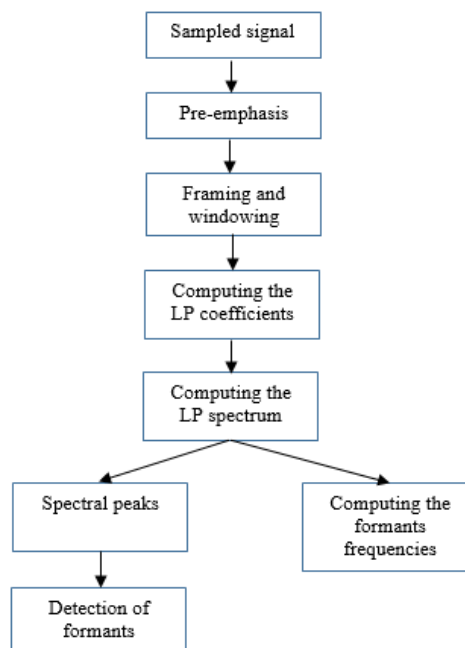 Sampled signal
Pre-emphasis
Framing and
windowing
Computing the
LP coefficients
Computing the
LP spectrum
Spectral peaks
Computing the
formants
frequencies
Detection of
formants